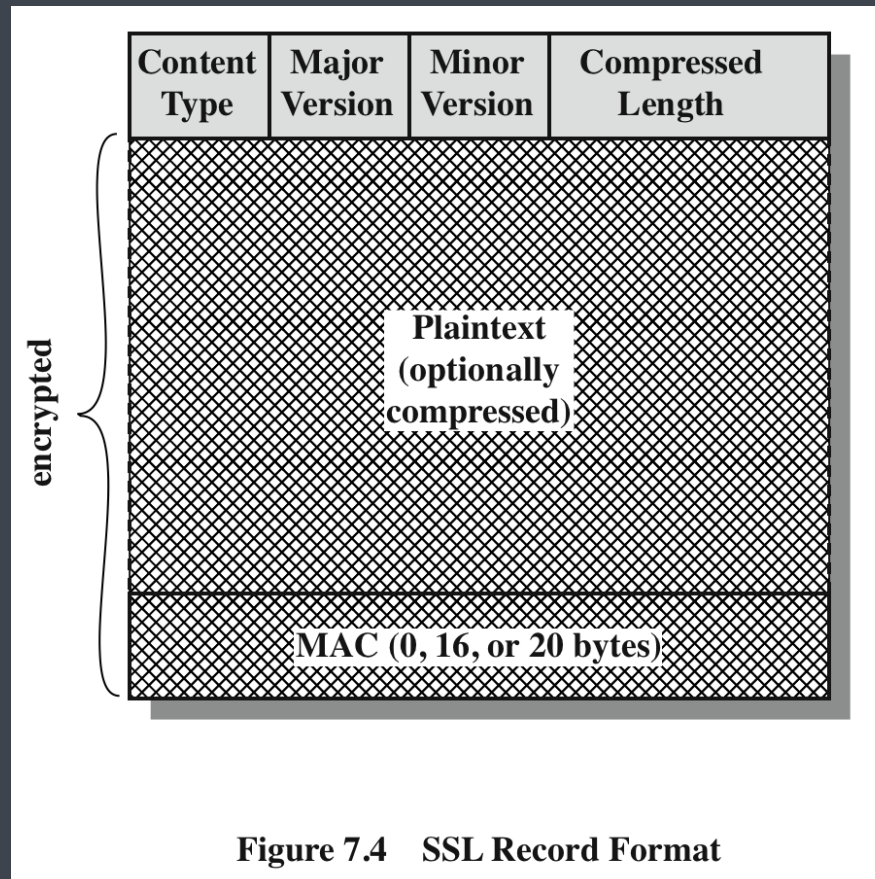 Content Type
Major Version
Minor Version
Compressed Length
encrypted
Plaintext
(optionally
compressed)
MAC (0, 16, or 20 bytes)
Figure 7.4 SSL Record Format